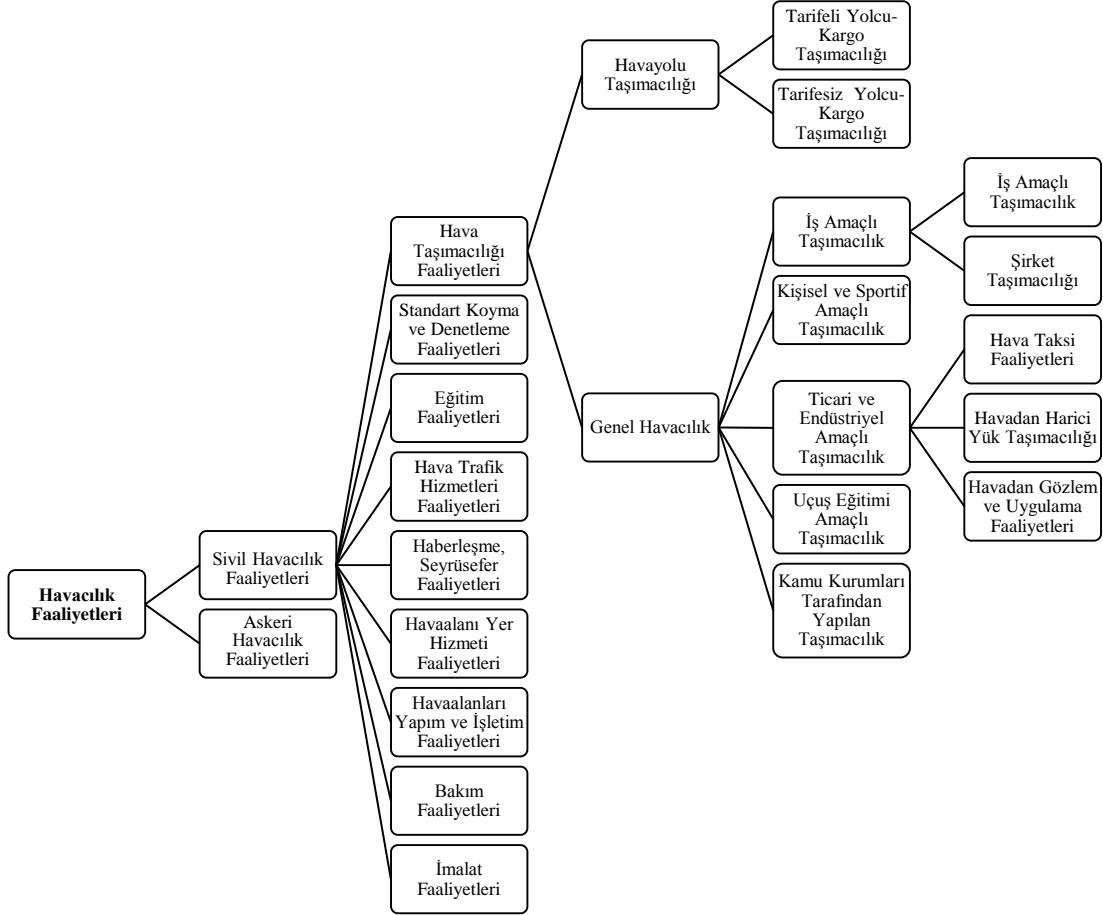 Havacılık
Faaliyetleri
Sivil Havacılık
Faaliyetleri
Askeri
Havacılık
Faaliyetleri
Hava
Taşımacılığı
Faaliyetleri
Standart Koyma
ve Denetleme
Faaliyetleri
Eğitim
Faaliyetleri
Hava Trafik
Hizmetleri
Faaliyetleri
Haberleşme,
Seyrüsefer
Faaliyetleri
Havaalanı Yer
Hizmeti
Faaliyetleri
Havaalanları
Yapım ve İşletim
Faaliyetleri
Bakım
Faaliyetleri
İmalat
Faaliyetleri
Havayolu
Taşımacılığı
Genel Havacılık
Tarifeli Yolcu-
Kargo
Taşımacılığı
Tarifesiz Yolcu-
Kargo
Taşımacılığı
İş Amaçlı
Taşımacılık
Kişisel ve Sportif
Amaçlı
Taşımacılık
Ticari ve
Endüstriyel
Amaçlı
Taşımacılık
Uçuş Eğitimi
Amaçlı
Taşımacılık
Kamu Kurumları
Tarafından
Yapılan
Taşımacılık
İş Amaçlı
Taşımacılık
Şirket
Taşımacılığı
Hava Taksi
Faaliyetleri
Havadan Harici
Yük Taşımacılığı
Havadan Gözlem
ve Uygulama
Faaliyetleri